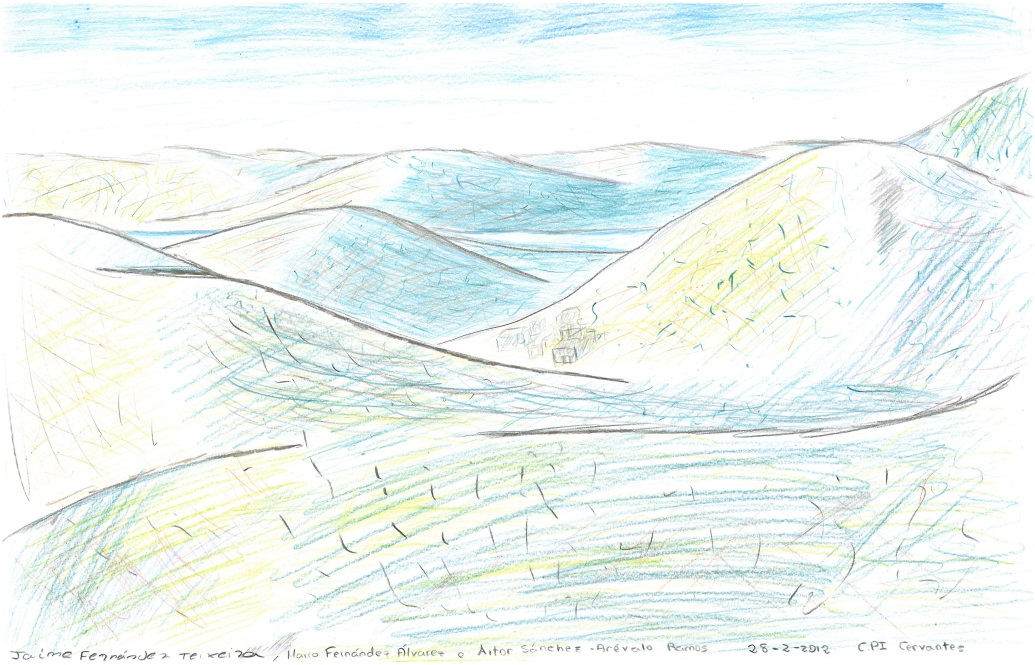 Jaime Fernández Teixeira, Mario Fernández Álvarez e Aitor Sánchez-Arévalo Ramos 28-2-2012 CPI Cervantes